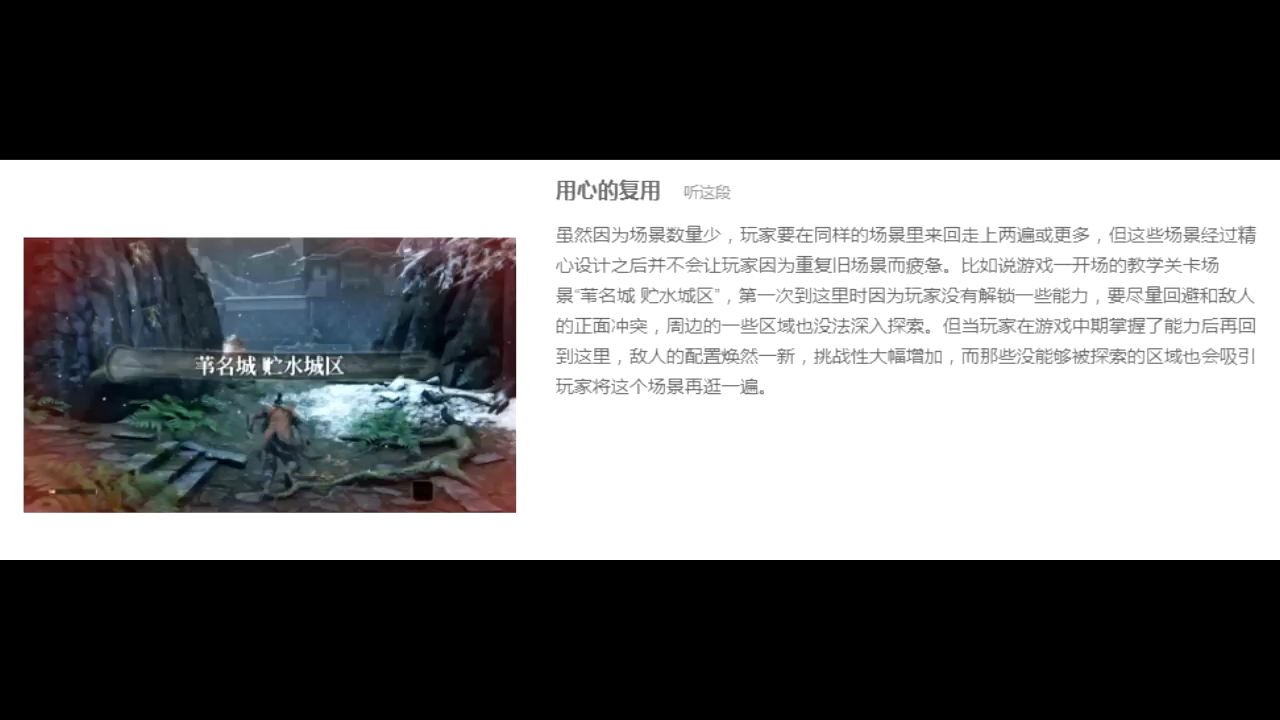 用心的复用 听这段
虽然因为场景数量少，玩家要在同样的场景里来回走上两遍或更多，但这些场景经过精
心设计之后并不会让玩家因为重复旧场景而疲惫。比如说游戏一开场的教学关卡场
景“苇名城 贮水城区”，第一次到这里时因为玩家没有解锁一些能力，要尽量回避和敌人
的正面冲突，周边的一些区域也没法深入探索。但当玩家在游戏中期掌握了能力后再回
到这里，敌人的配置焕然一新，挑战性大幅增加，而那些没能够被探索的区域也会吸引
玩家将这个场景再逛一遍。
苇名城 贮水城区